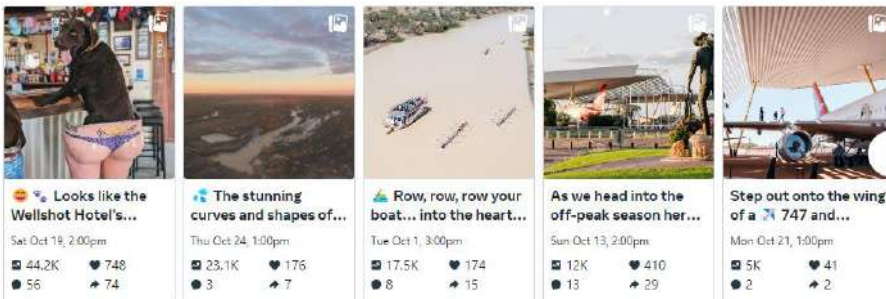 😄 🐾 Looks like the
Wellshot Hotel's...
Sat Oct 19, 2:00pm
44.2K 748
56 74
💦 The stunning
curves and shapes of...
Thu Oct 24, 1:00pm
23.1K 176
3 7
🚣 Row, row, row your
boat... into the heart...
Tue Oct 1, 3:00pm
17.5K 174
8 15
As we head into the
off-peak season her...
Sun Oct 13, 2:00pm
12K 410
13 29
Step out onto the wing
of a ✈️ 747 and...
Mon Oct 21, 1:00pm
5K 41
2 2